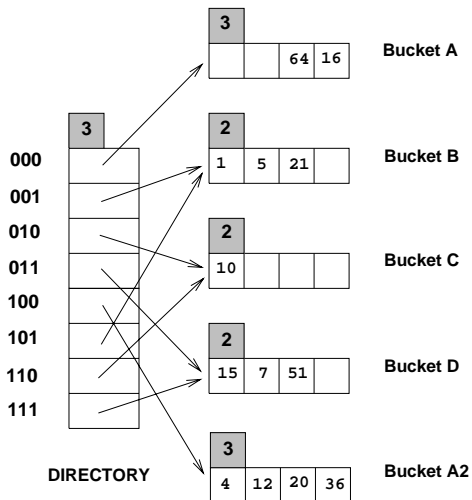 3
64 16 Bucket A
3
000
001
010
011
100
101
110
111
DIRECTORY
2
1 5 21 Bucket B
2
10 Bucket C
2
15 7 51 Bucket D
3
4 12 20 36 Bucket A2